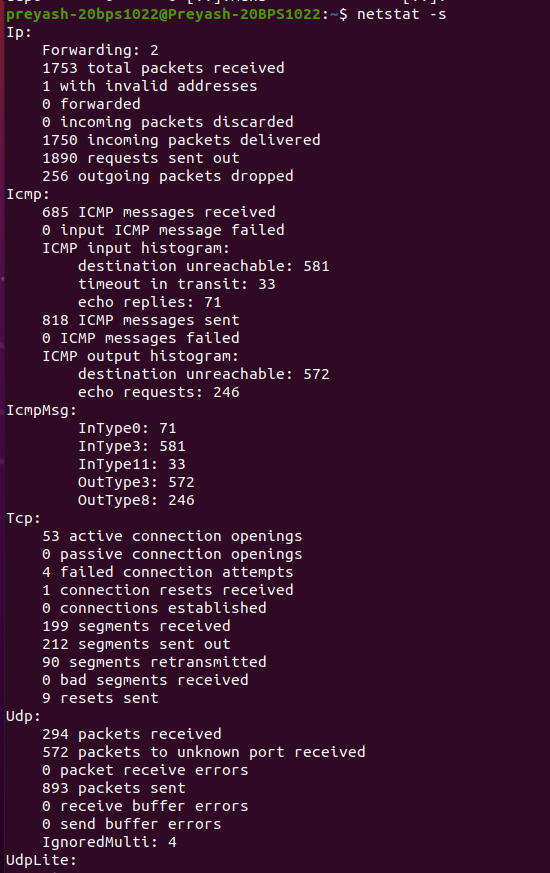 preyash-20bps1022@Preyash-20BPS1022:~$ netstat -s
Ip:
    Forwarding: 2
    1753 total packets received
    1 with invalid addresses
    0 forwarded
    0 incoming packets discarded
    1750 incoming packets delivered
    1890 requests sent out
    256 outgoing packets dropped
Icmp:
    685 ICMP messages received
    0 input ICMP message failed
    ICMP input histogram:
        destination unreachable: 581
        timeout in transit: 33
        echo replies: 71
    818 ICMP messages sent
    0 ICMP messages failed
    ICMP output histogram:
        destination unreachable: 572
        echo requests: 246
IcmpMsg:
        InType0: 71
        InType3: 581
        InType11: 33
        OutType3: 572
        OutType8: 246
Tcp:
    53 active connection openings
    0 passive connection openings
    4 failed connection attempts
    1 connection resets received
    0 connections established
    199 segments received
    212 segments sent out
    90 segments retransmitted
    0 bad segments received
    9 resets sent
Udp:
    294 packets received
    572 packets to unknown port received
    0 packet receive errors
    893 packets sent
    0 receive buffer errors
    0 send buffer errors
    IgnoredMulti: 4
UdpLite: